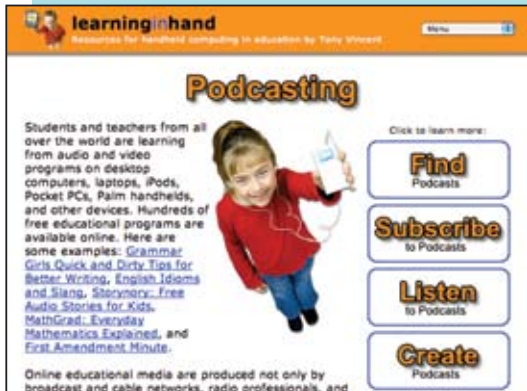 learninginhand
Resources for handheld computing in education by Tony Vincent
Menu
Podcasting
Students and teachers from all
over the world are learning
from audio and video
programs on desktop
computers, laptops, iPods,
Pocket PCs, Palm handhelds,
and other devices. Hundreds of
free educational programs are
available online. Here are
some examples: Grammar
Girls Quick and Dirty Tips for
Better Writing, English Idioms
and Slang, Storynory: Free
Audio Stories for Kids,
MathGrad: Everyday
Mathematics Explained, and
First Amendment Minute.
Online educational media are produced not only by
broadcast and cable networks, radio professionals, and
Click to learn more:
Find
Podcasts
Subscribe
to Podcasts
Listen
to Podcasts
Create
Podcasts